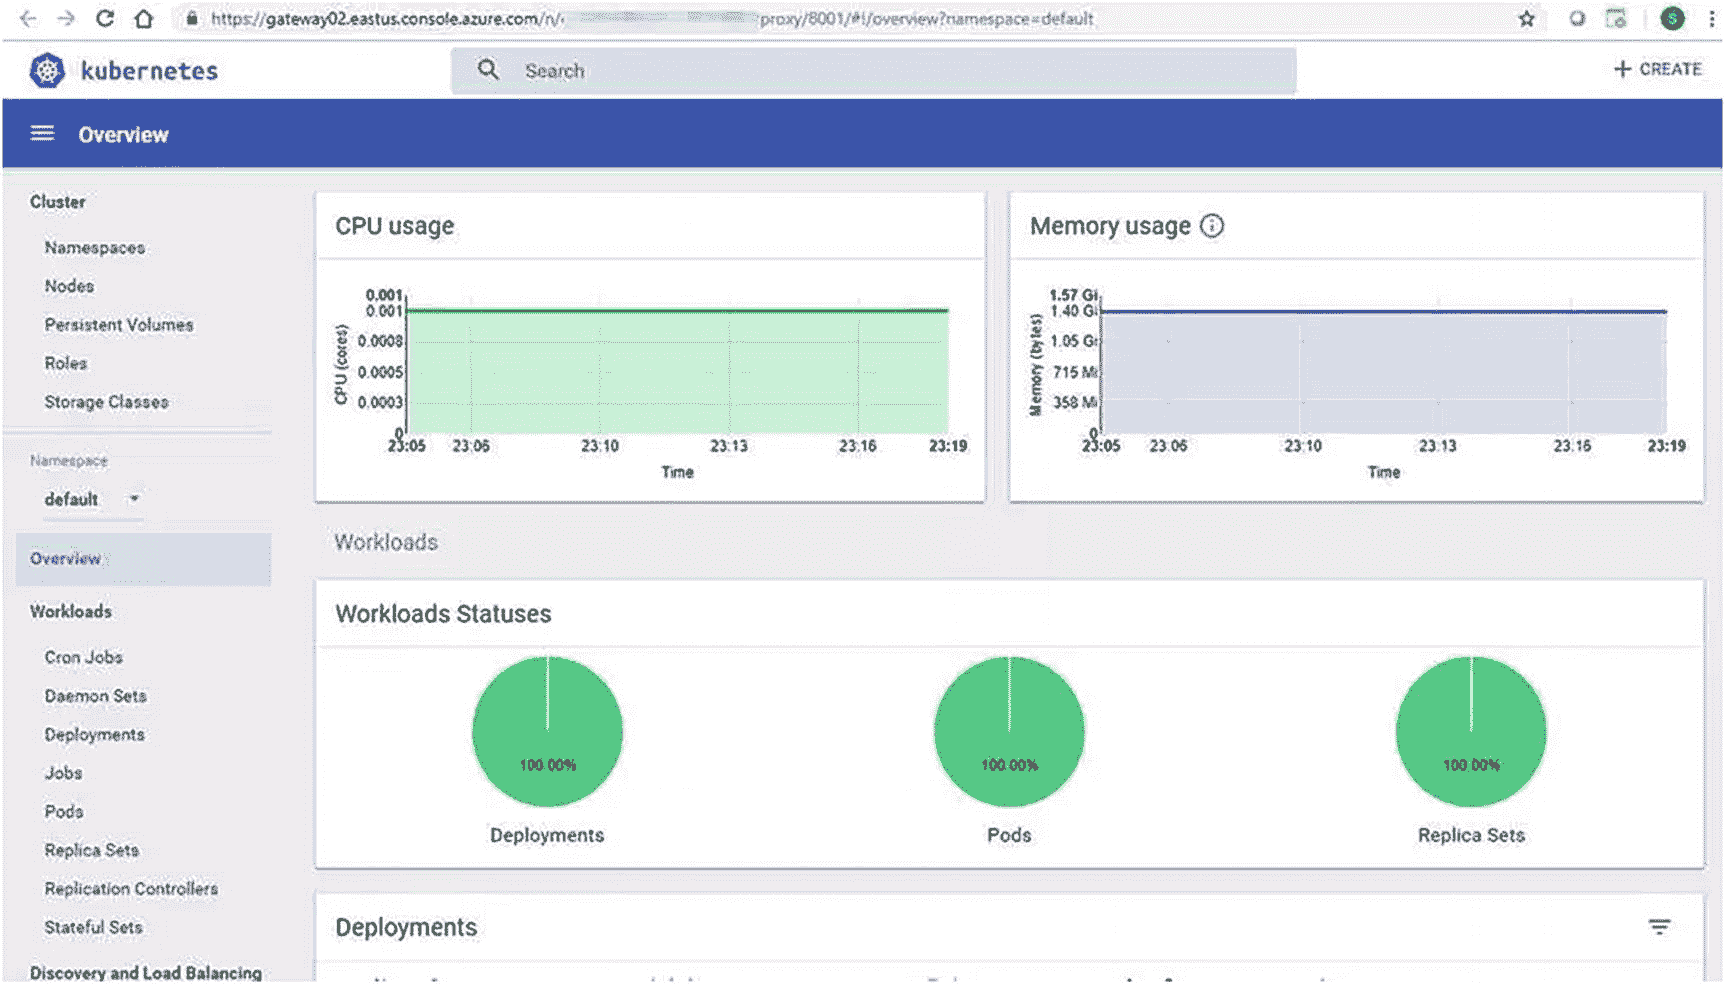 https://gateway02.eastus.console.azure.com/n/ proxy/8001/#!/overview?namespace=default
S
kubernetes
Search
+ CREATE
Overview
Cluster
Namespaces
Nodes
Persistent Volumes
Roles
Storage Classes
Namespace
default
Overview
Workloads
Cron Jobs
Daemon Sets
Deployments
Jobs
Pods
Replica Sets
Replication Controllers
Stateful Sets
Discovery and Load Balancing
CPU usage
CPU (cores)
0.001
0.001
0.0008
0.0005
0.0003
0
23:05 23:06 23:10 23:13 23:16 23:19
Time
Memory usage
Memory (bytes)
1.57 Gi
1.40 Gi
1.05 Gi
715 Mi
358 Mi
0
23:05 23:06 23:10 23:13 23:16 23:19
Time
Workloads
Workloads Statuses
100.00%
Deployments
100.00%
Pods
100.00%
Replica Sets
Deployments